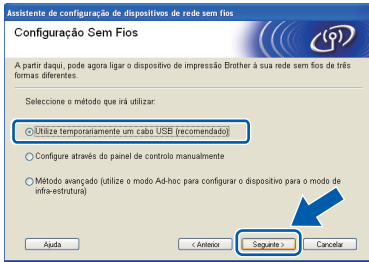 Assistente de configuração de dispositivos de rede sem fios
Configuração Sem Fios
A partir daqui, pode agora ligar o dispositivo de impressão Brother à sua rede sem fios de três
formas diferentes.
Seleccione o método que irá utilizar:
Utilize temporariamente um cabo USB (recomendado)
Configure através do painel de controlo manualmente
Método avançado (utilize o modo Ad-hoc para configurar o dispositivo para o modo de
infra-estrutura)
Ajuda
< Anterior
Seguinte >
Cancelar